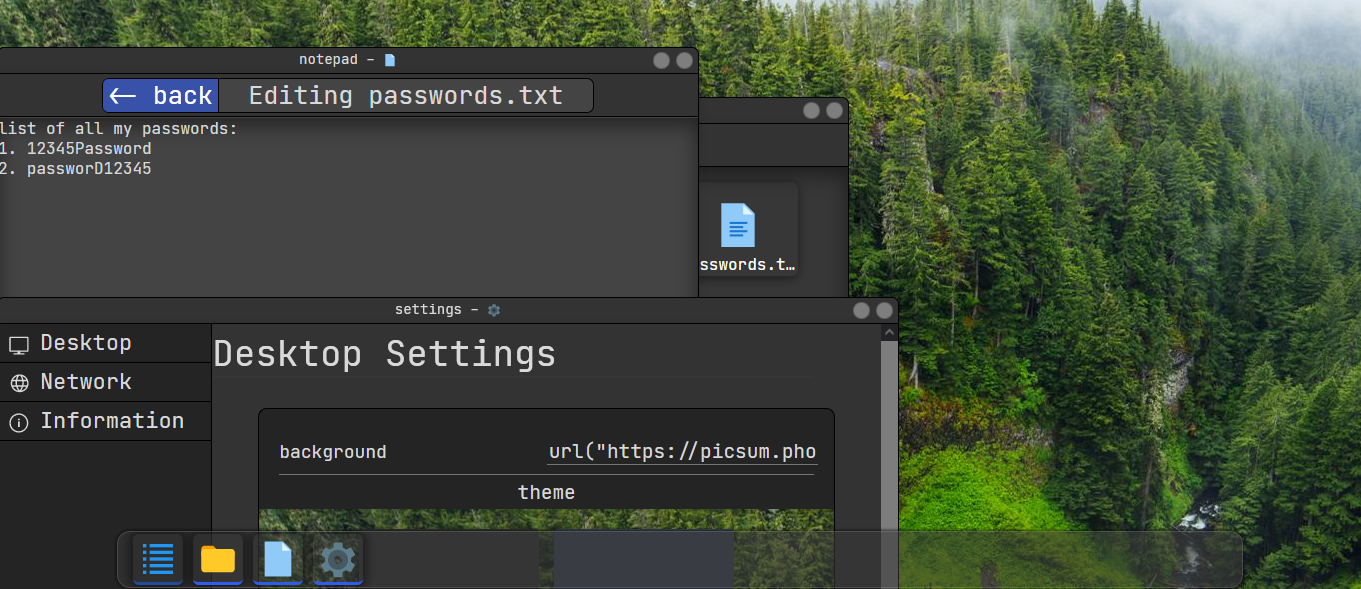 notepad -
← back
Editing passwords.txt
list of all my passwords:
1. 12345Password
2. passworD12345
sswords.t…
settings -
Desktop
Network
Information
Desktop Settings
background
url("https://picsum.pho
theme